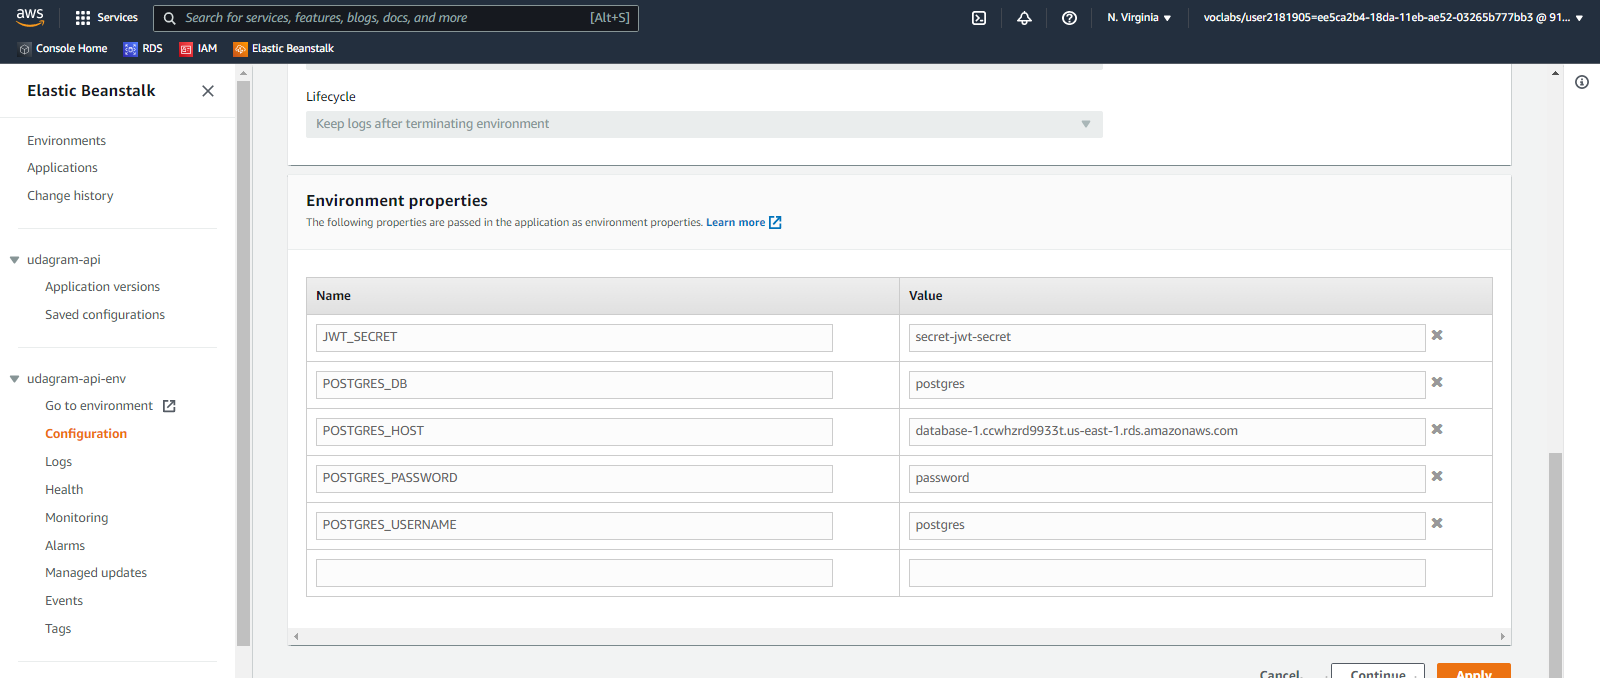 aws
Services
Search for services, features, blogs, docs, and more
[Alt+S]
N. Virginia
voclabs/user2181905=ee5ca2b4-18da-11eb-ae52-03265b777bb3 @ 91...
Console Home
RDS
IAM
Elastic Beanstalk
Elastic Beanstalk
Environments
Applications
Change history
udagram-api
Application versions
Saved configurations
udagram-api-env
Go to environment
Configuration
Logs
Health
Monitoring
Alarms
Managed updates
Events
Tags
Lifecycle
Keep logs after terminating environment
Environment properties
The following properties are passed in the application as environment properties. Learn more
Name Value
JWT_SECRET secret-jwt-secret
POSTGRES_DB postgres
POSTGRES_HOST database-1.ccwhzrd9933t.us-east-1.rds.amazonaws.com
POSTGRES_PASSWORD password
POSTGRES_USERNAME postgres
Cancel
Continue
Apply